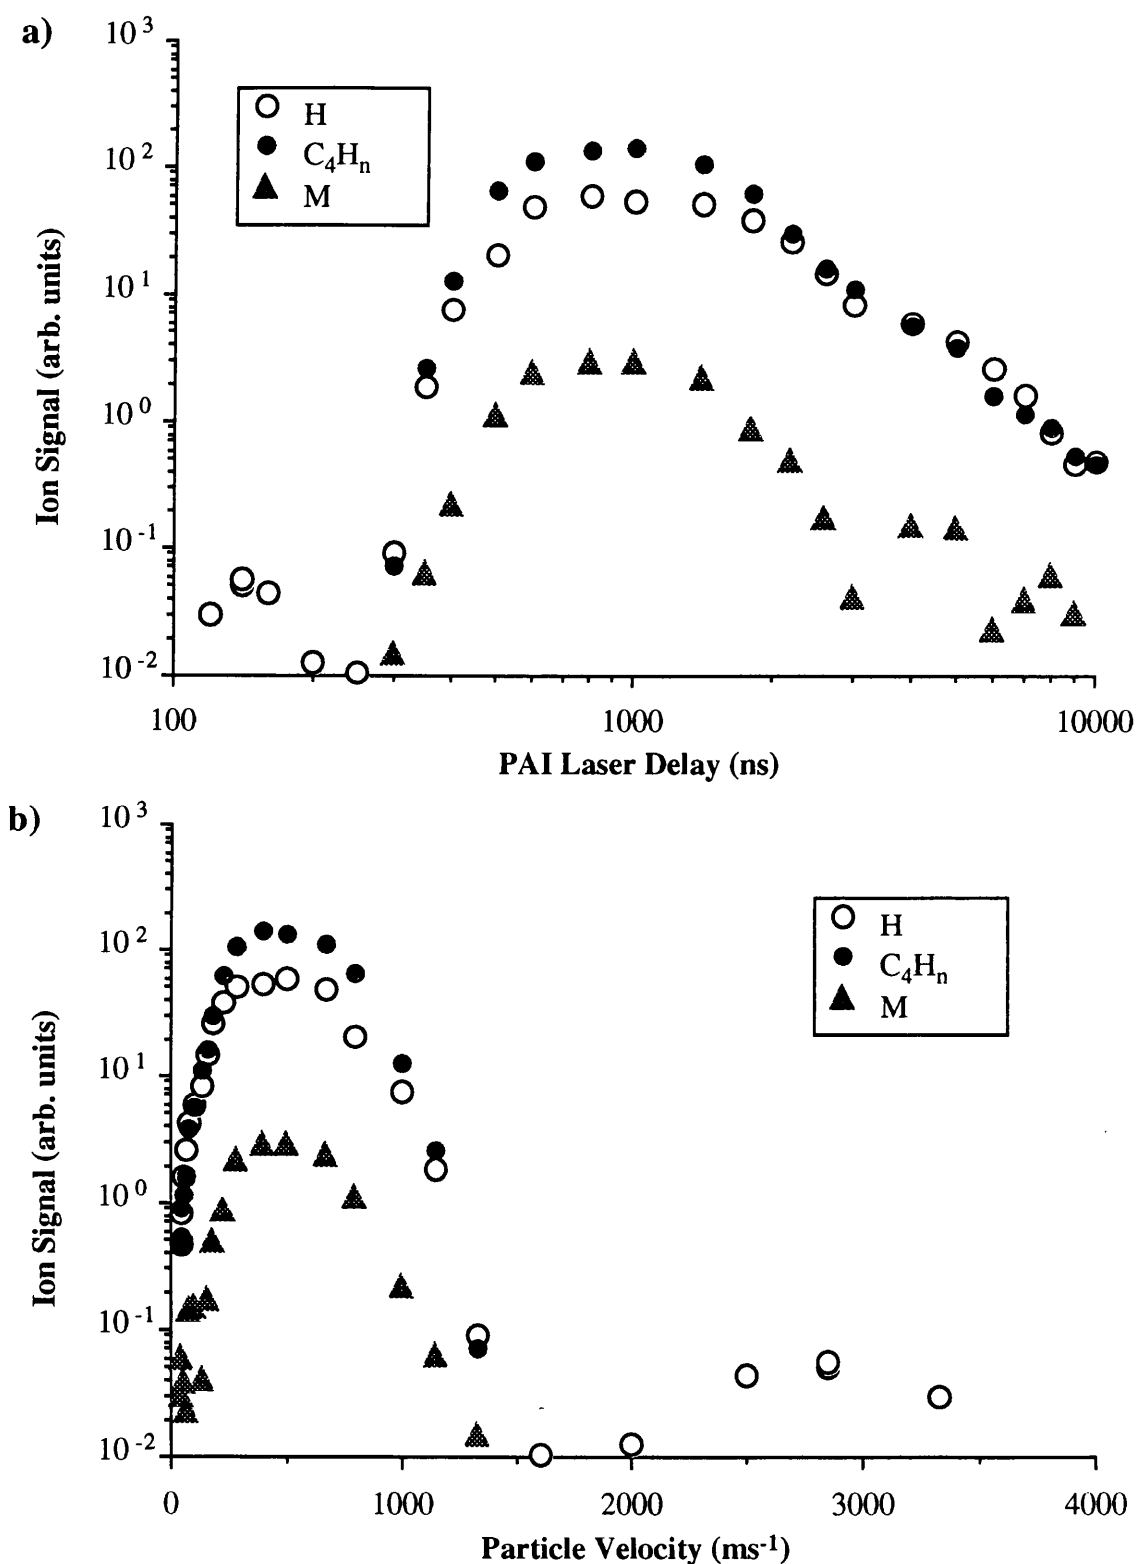 a)
10³
10²
10¹
10⁰
10⁻¹
10⁻²
Ion Signal (arb. units)
H
C₄Hₙ
M
100
1000
10000
PAI Laser Delay (ns)
b)
10³
10²
10¹
10⁰
10⁻¹
10⁻²
Ion Signal (arb. units)
H
C₄Hₙ
M
0
1000
2000
3000
4000
Particle Velocity (ms⁻¹)